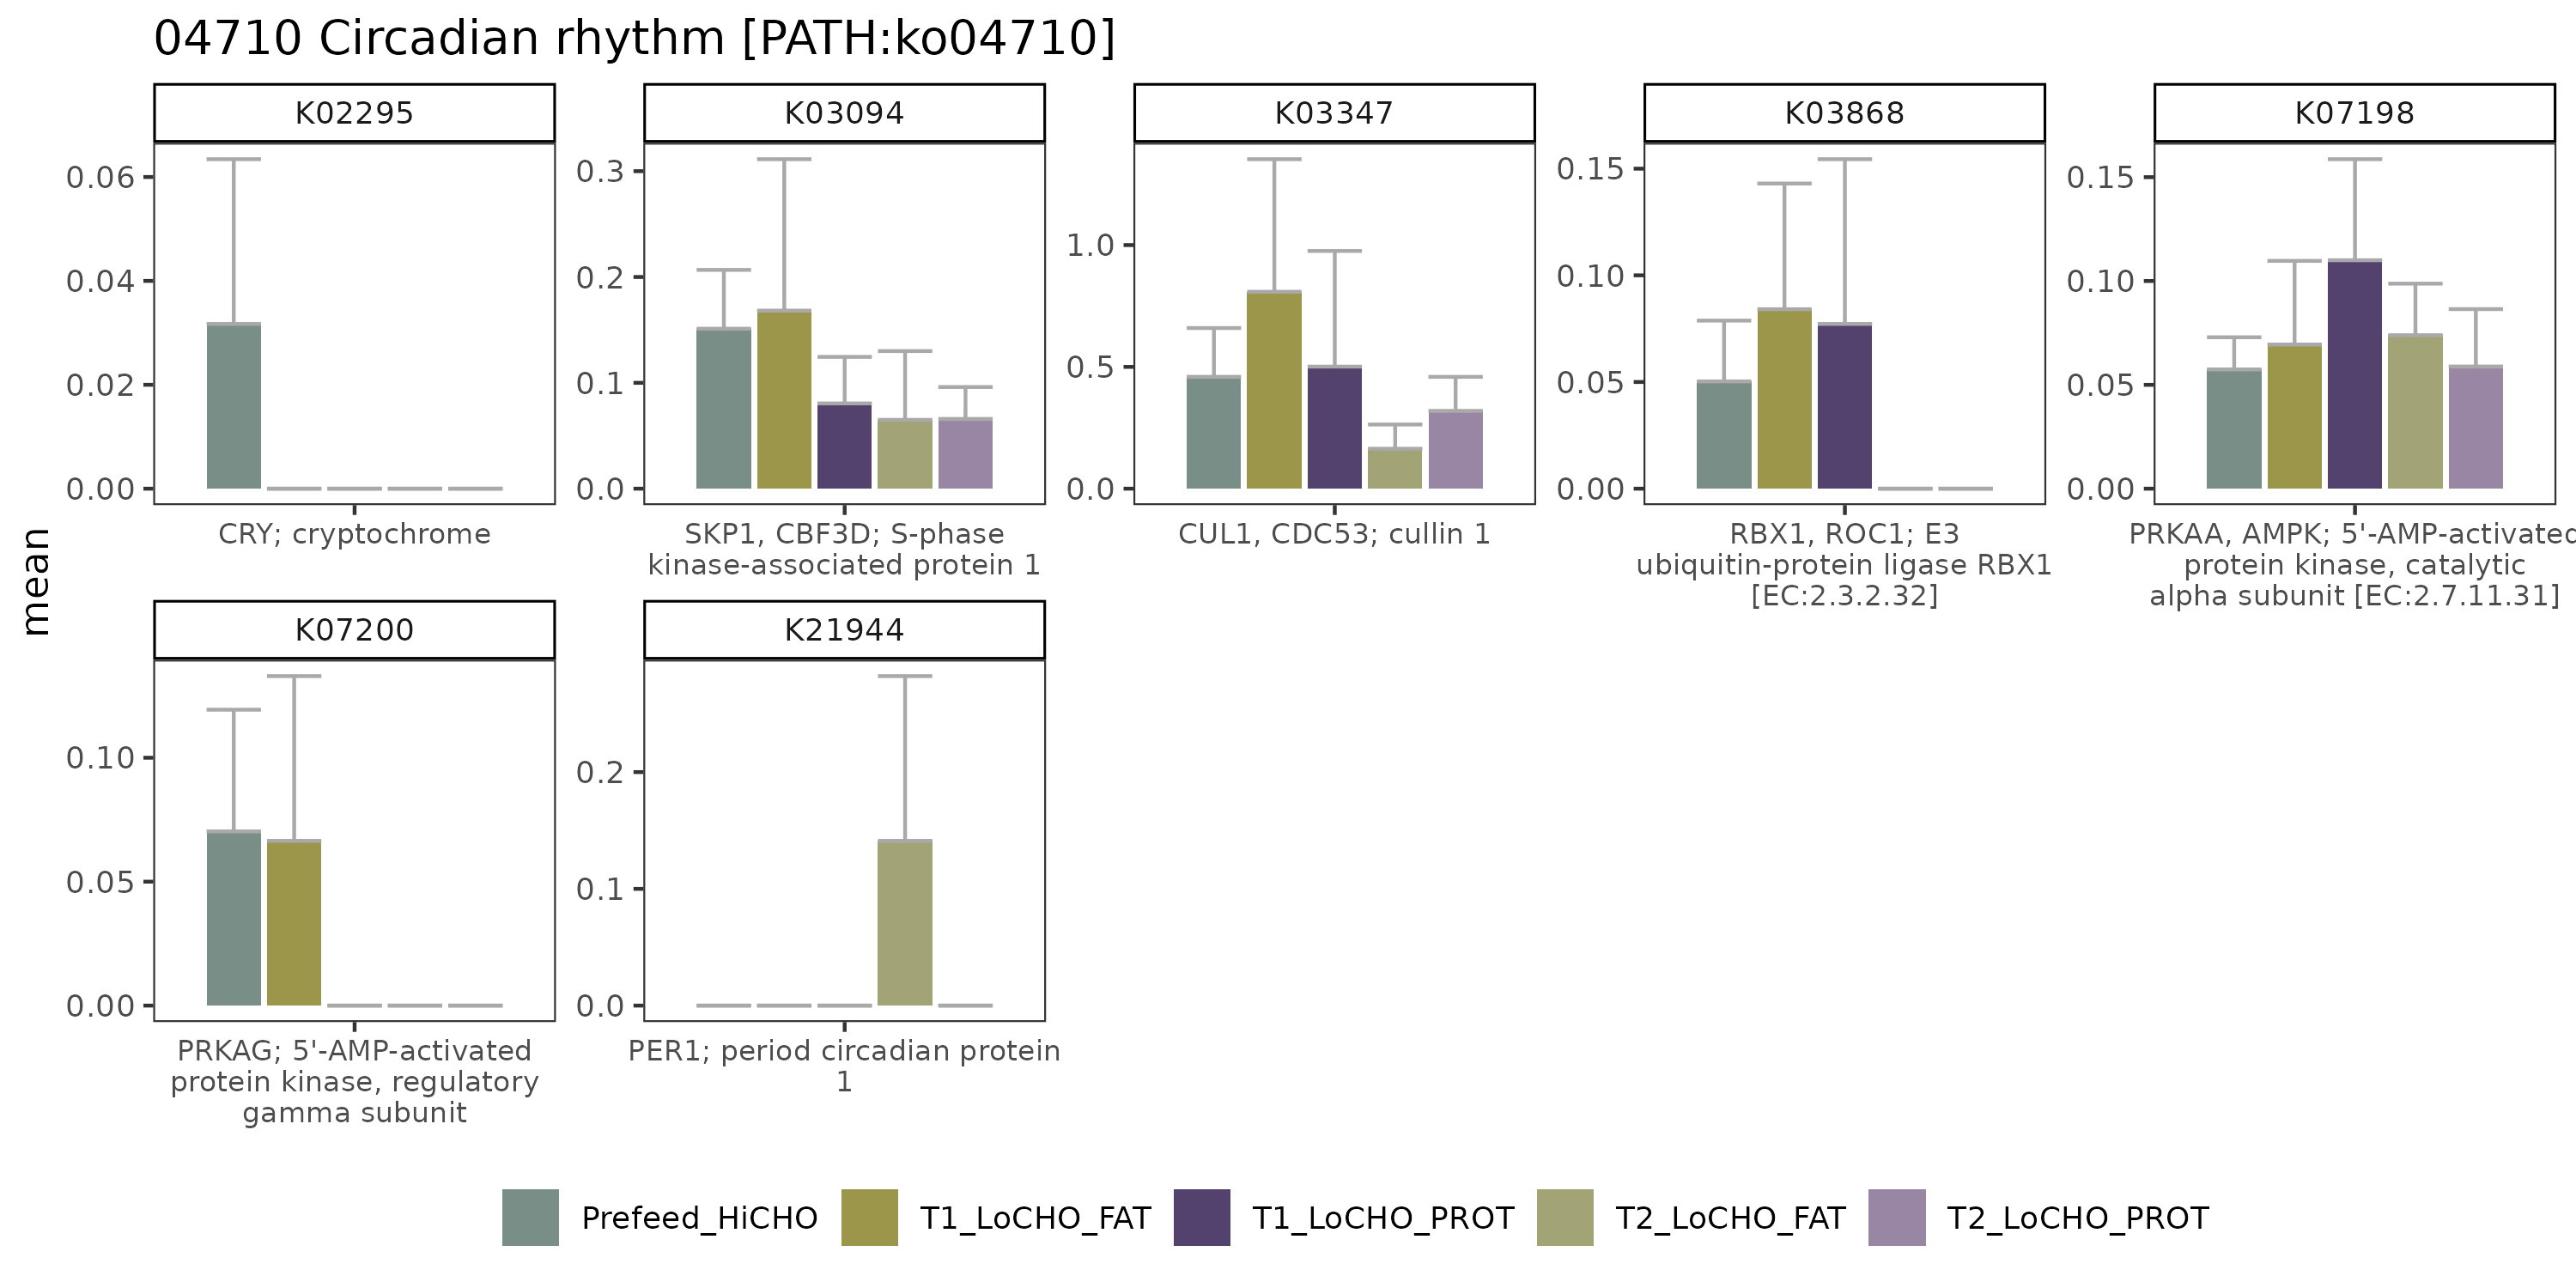 04710 Circadian rhythm [PATH:ko04710]
K02295
K03094
K03347
K03868
K07198
0.06
0.04
0.02
0.00
0.3
0.2
0.1
0.0
1.0
0.5
0.0
0.15
0.10
0.05
0.00
0.15
0.10
0.05
0.00
CRY; cryptochrome
SKP1, CBF3D; S-phase
kinase-associated protein 1
CUL1, CDC53; cullin 1
RBX1, ROC1; E3
ubiquitin-protein ligase RBX1
[EC:2.3.2.32]
PRKAA, AMPK; 5'-AMP-activated
protein kinase, catalytic
alpha subunit [EC:2.7.11.31]
mean
K07200
K21944
0.10
0.05
0.00
0.2
0.1
0.0
PRKAG; 5'-AMP-activated
protein kinase, regulatory
gamma subunit
PER1; period circadian protein
1
Prefeed_HiCHO
T1_LoCHO_FAT
T1_LoCHO_PROT
T2_LoCHO_FAT
T2_LoCHO_PROT